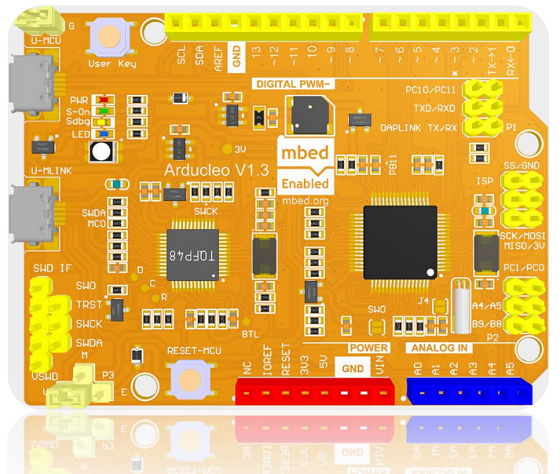 U-MCU
G
User Key
SCL
SDA
AREF
GND
13
~12
~11
10
~9
~8
~7
~6
~5
~4
~3
~2
TX→1
RX←0
DIGITAL PWM~
PC10/PC11
TXD/RXD
DAPLINK TX/RX
P1
PWR
S-On
Sdbg
LED
3V
U-MLINK
Arducleo V1.3
mbed
Enabled
mbed.org
PB11
SS/GND
ISP
SCK/MOSI
MISO/3V
SWCK
SWDA
MCO
TQFP48
SWD IF
SWO
TRST
SWCK
SWDA
M
VSWD
D
C
R
BTL
SWO
J4
PC1/PC0
A4/A5
B9/B8
P2
RESET-MCU
P3
E
E
POWER
ANALOG IN
NC
IOREF
RESET
3V3
5V
GND
VIN
A0
A1
A2
A3
A4
A5